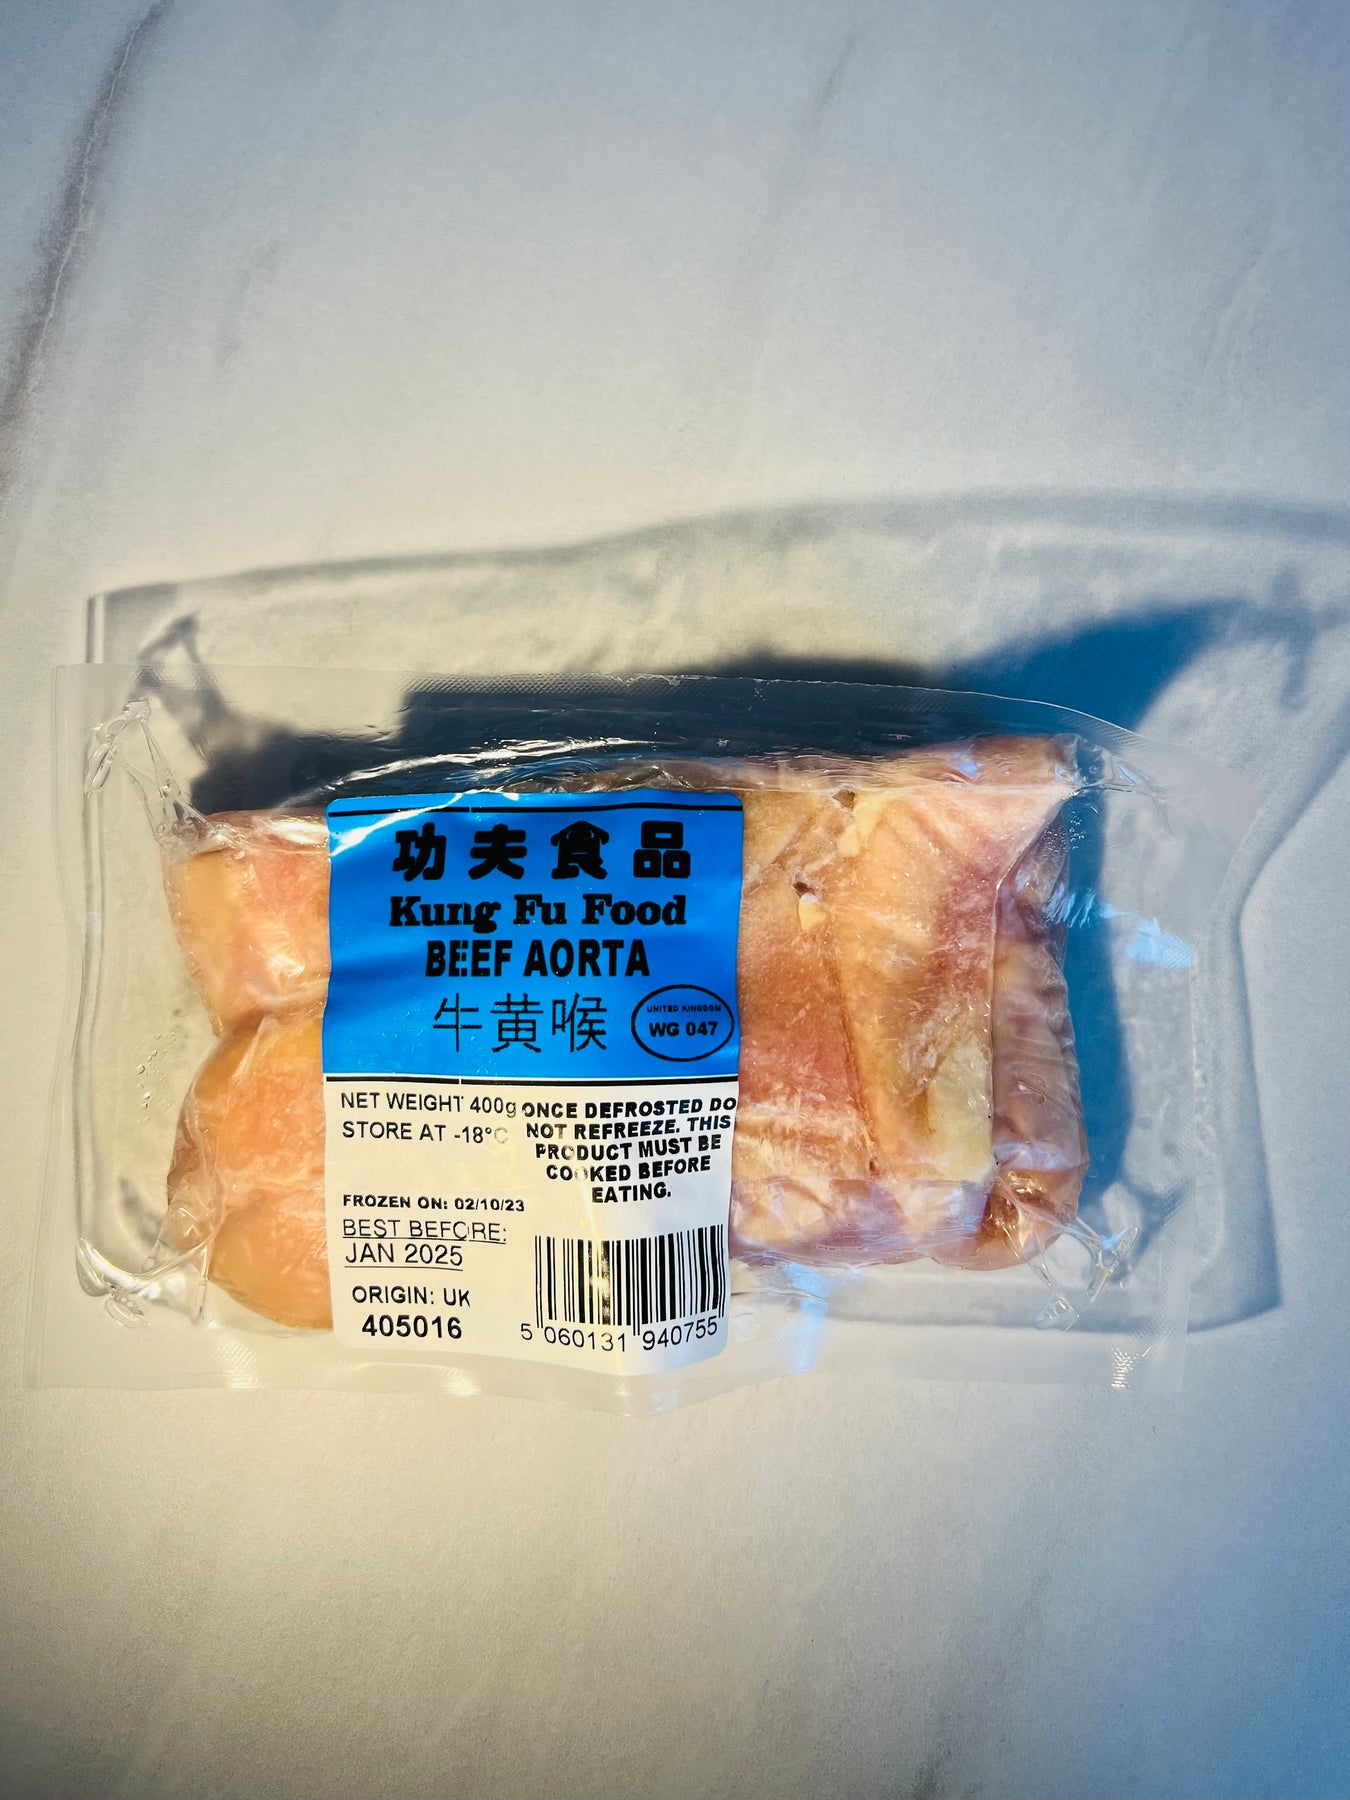 功夫食品
Kung Fu Food
BEEF AORTA
牛黄喉
UNITED KINGDOM
WG 047
NET WEIGHT 400g
STORE AT -18°C
ONCE DEFROSTED DO
NOT REFREEZE. THIS
PRODUCT MUST BE
COOKED BEFORE
EATING.
FROZEN ON: 02/10/23
BEST BEFORE:
JAN 2025
ORIGIN: UK
405016
5 060131 940755